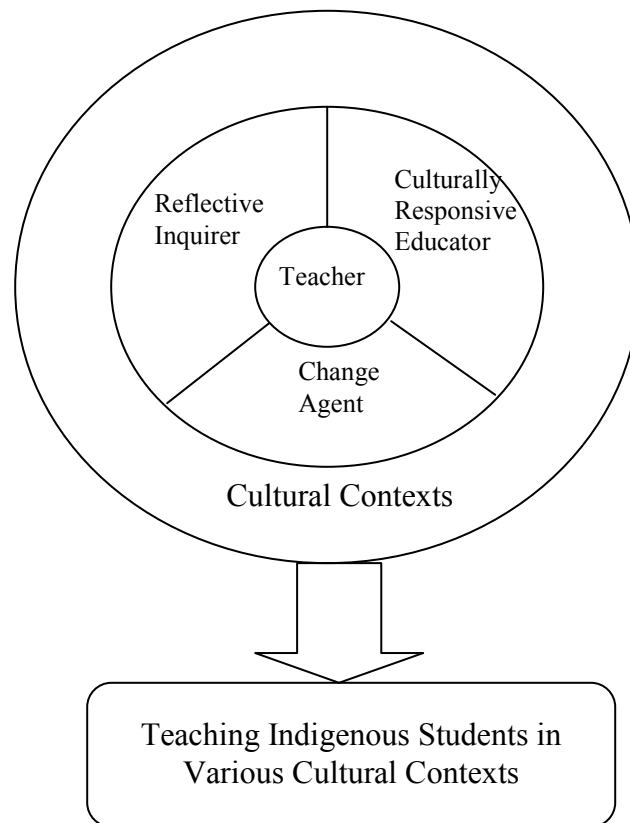 Reflective
Inquirer
Culturally
Responsive
Educator
Teacher
Change
Agent
Cultural Contexts
Teaching Indigenous Students in
Various Cultural Contexts